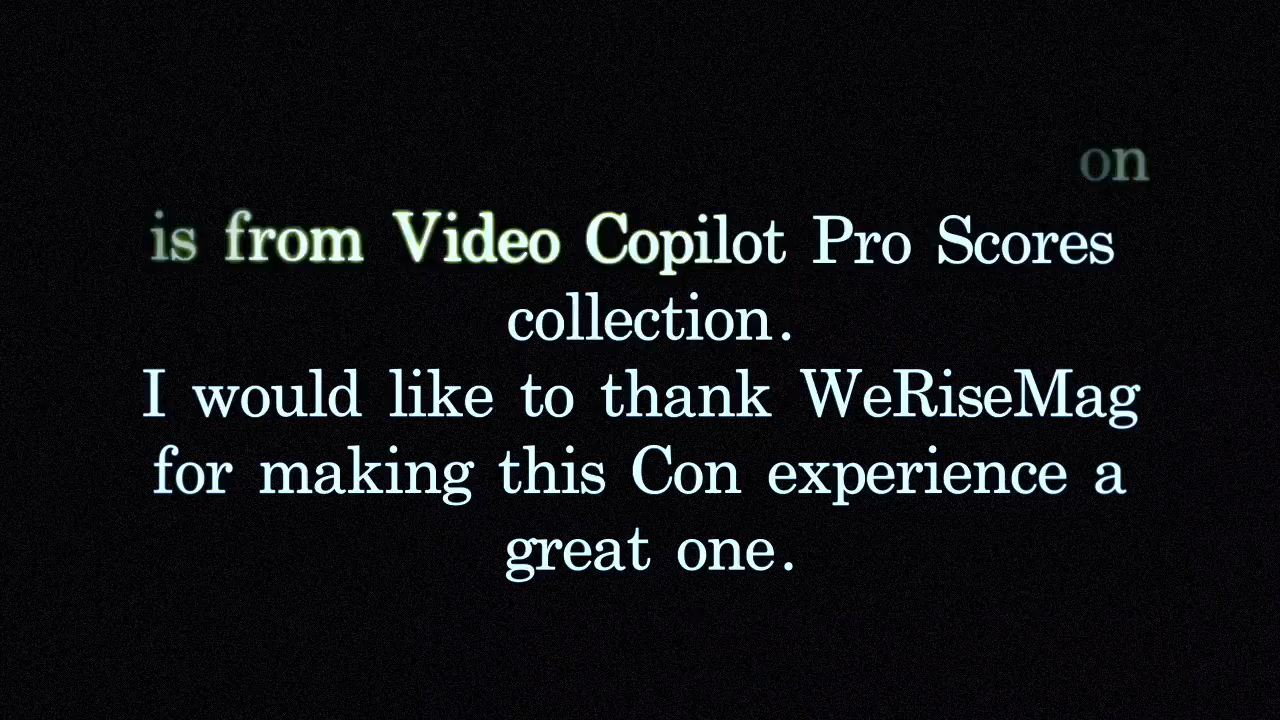 on
is from Video Copilot Pro Scores
collection.
I would like to thank WeRiseMag
for making this Con experience a
great one.